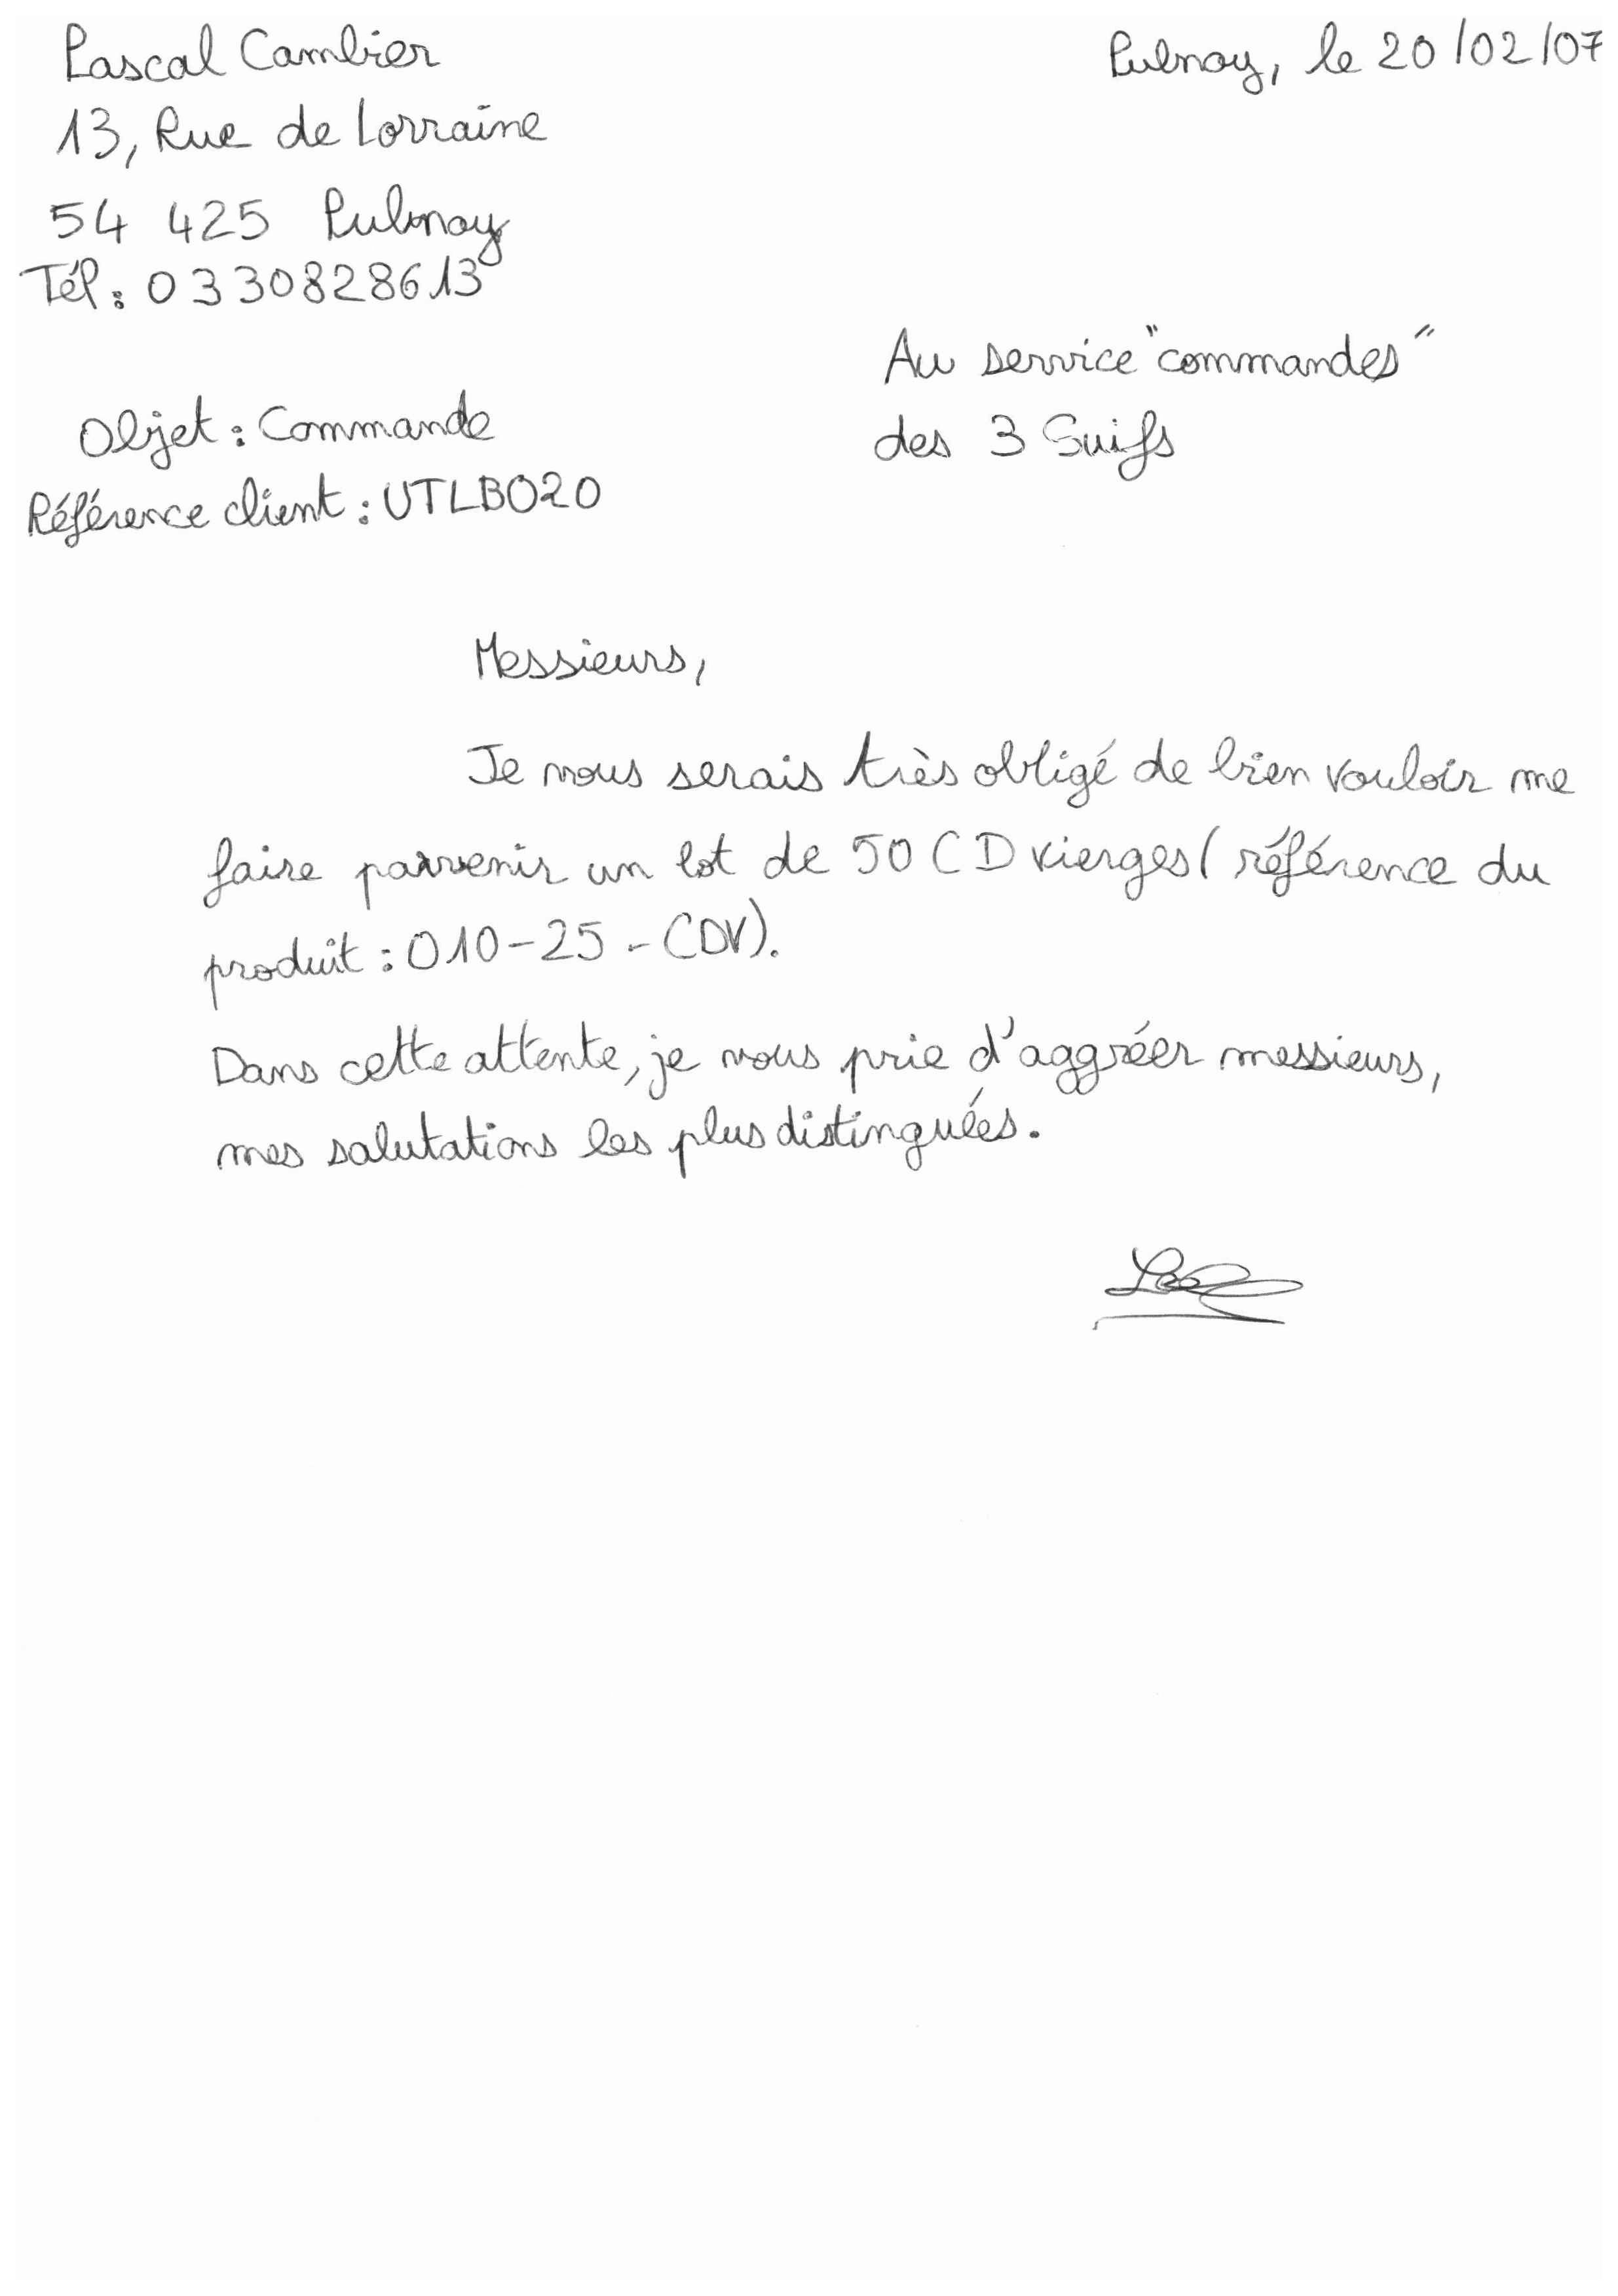 Pascal Cambier
Pulnoy, le 20/02/07
13, Rue de Lorraine
54 425 Pulnoy
Tél : 0330828613
Au service "commandes"
des 3 Suifs
Objet : Commande
Référence client : UTLBO20
Messieurs,
Je vous serais très obligé de bien vouloir me
faire parvenir un lot de 50 CD vierges (référence du
produit : 010-25-CDV).
Dans cette attente, je vous prie d'aggréer messieurs,
mes salutations les plus distinguées.